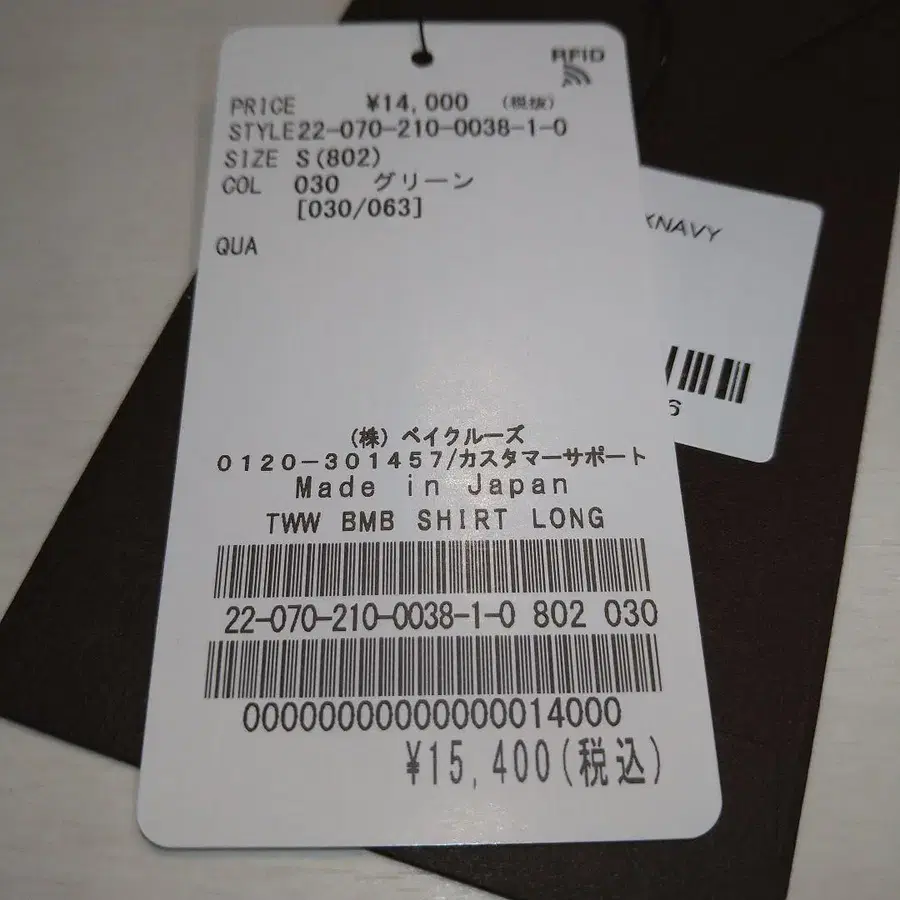 RFID
PRICE ¥14,000 (税抜)
STYLE22-070-210-0038-1-0
SIZE S(802)
COL 030 グリーン
[030/063]
QUA
(株) ベイクルーズ
0120-301457/カスタマーサポート
Made in Japan
TWW BMB SHIRT LONG
22-070-210-0038-1-0 802 030
00000000000000014000
¥15,400(税込)
KNAVY
6